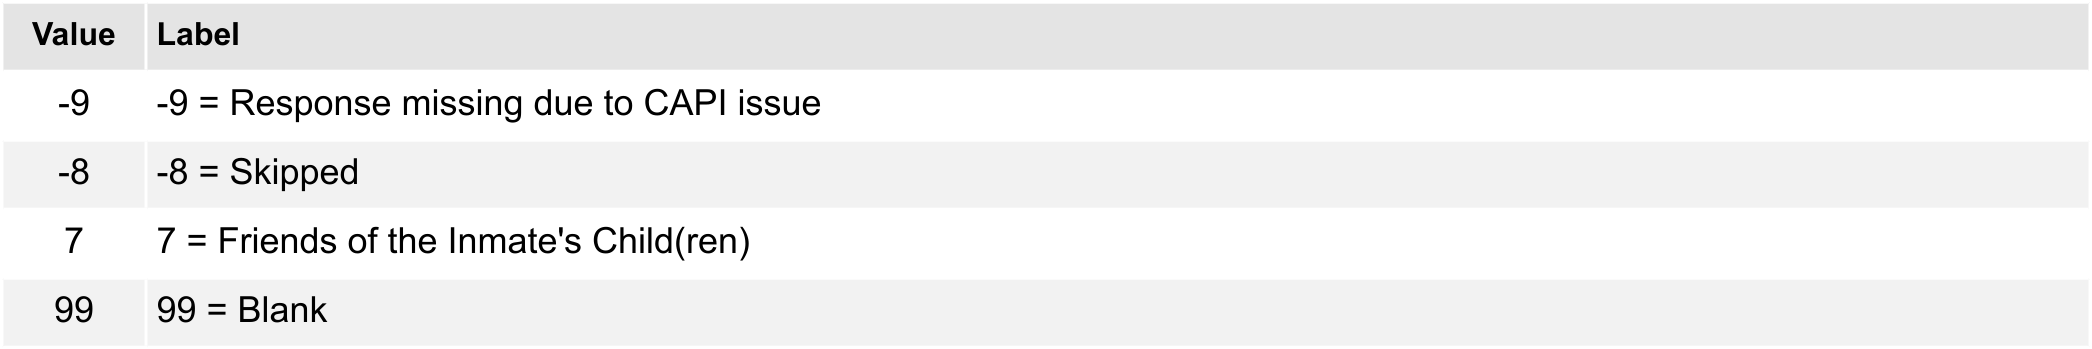 Value Label
-9 -9 = Response missing due to CAPI issue
-8 -8 = Skipped
7 7 = Friends of the Inmate's Child(ren)
99 99 = Blank